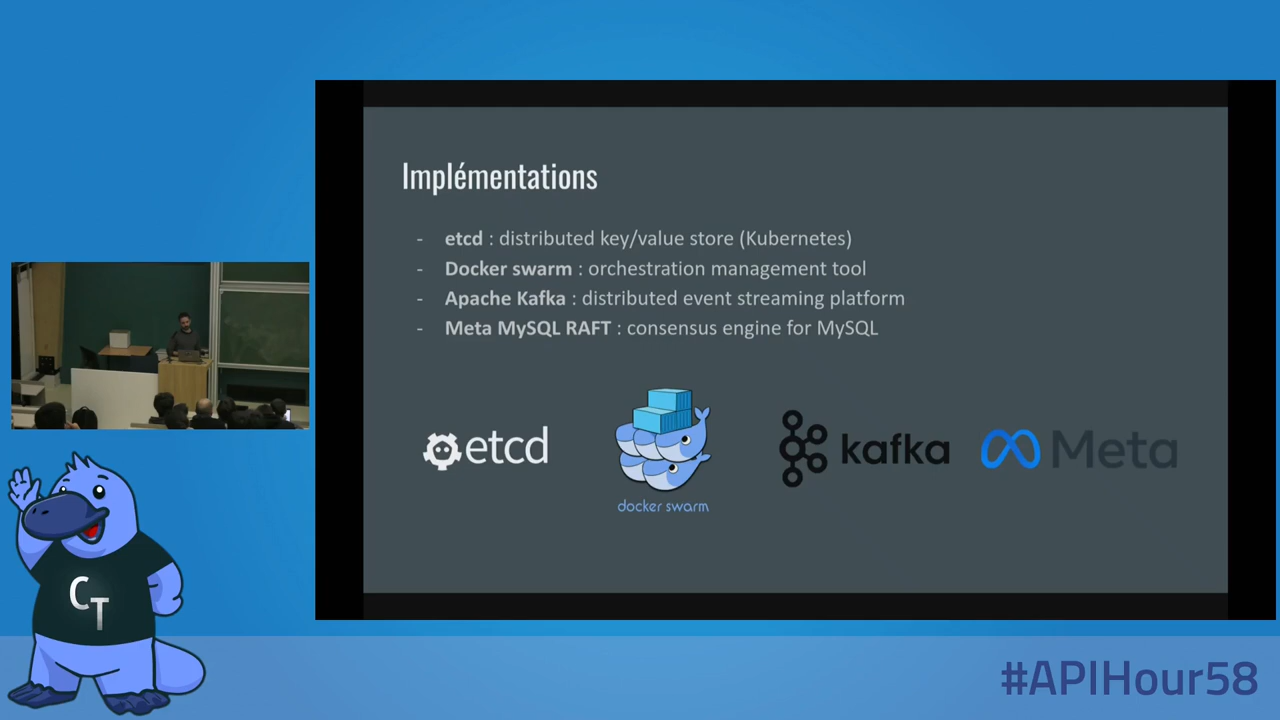 Implémentations
- etcd : distributed key/value store (Kubernetes)
- Docker swarm : orchestration management tool
- Apache Kafka : distributed event streaming platform
- Meta MySQL RAFT : consensus engine for MySQL
etcd
docker swarm
kafka
Meta
CT
#APIHour58